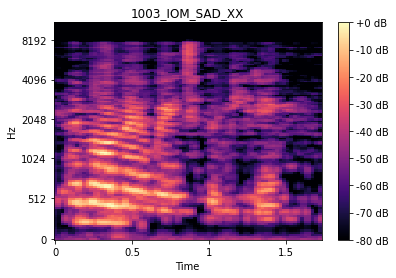 1003_IOM_SAD_XX
8192
4096
2048
1024
512
0
Hz
0
0.5
1
1.5
Time
+0 dB
-10 dB
-20 dB
-30 dB
-40 dB
-50 dB
-60 dB
-70 dB
-80 dB